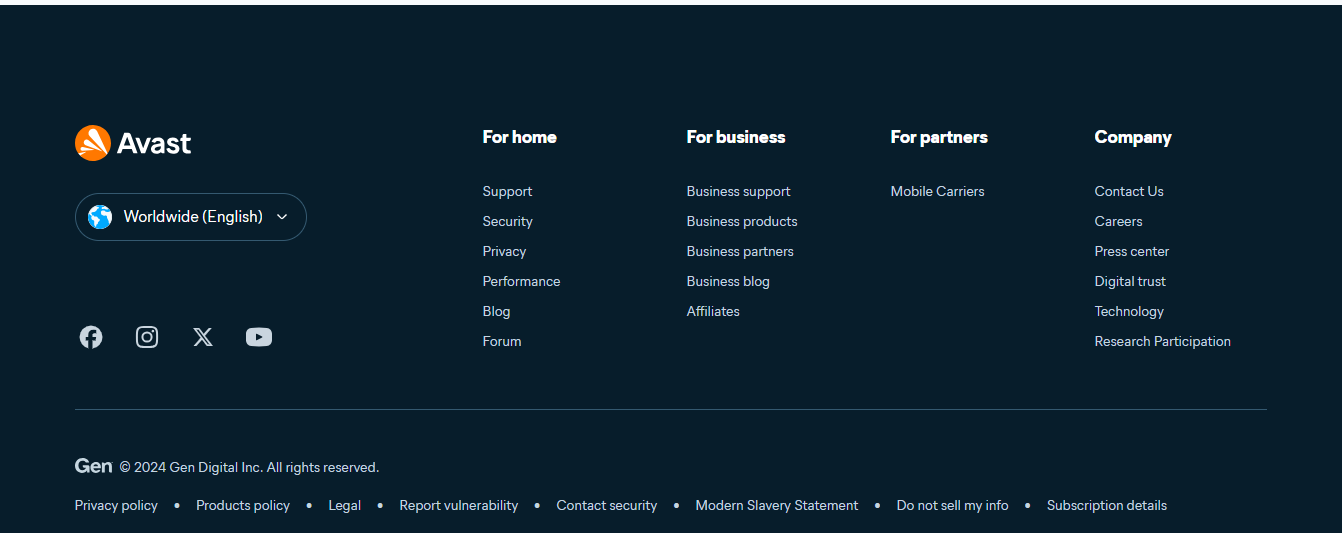 Avast
Worldwide (English)
For home
Support
Security
Privacy
Performance
Blog
Forum
For business
Business support
Business products
Business partners
Business blog
Affiliates
For partners
Mobile Carriers
Company
Contact Us
Careers
Press center
Digital trust
Technology
Research Participation
Gen © 2024 Gen Digital Inc. All rights reserved.
Privacy policy • Products policy • Legal • Report vulnerability • Contact security • Modern Slavery Statement • Do not sell my info • Subscription details